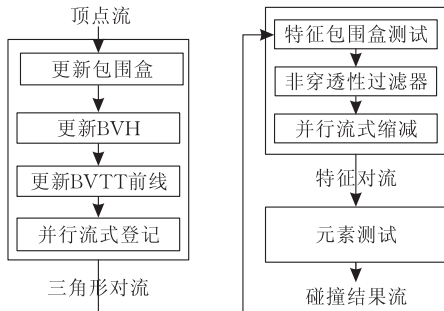 顶点流
更新包围盒
更新BVH
更新BVTT前线
并行流式登记
三角形对流
特征包围盒测试
非穿透性过滤器
并行流式缩减
特征对流
元素测试
碰撞结果流